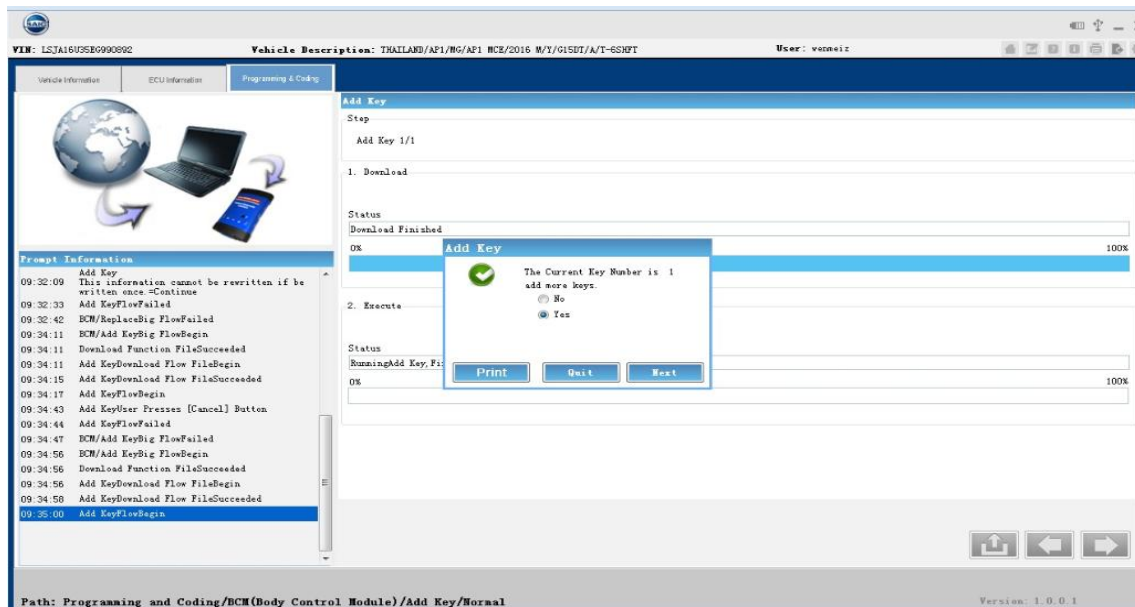 SAIC
VIN: LSJA16U35EG990892 Vehicle Description: THAILAND/AP1/MG/AP1 MCE/2016 M/Y/G15DT/A/T-6SHFT User: wenmeiz
Vehicle Information ECU Information Programming & Coding
Add Key
Step
Add Key 1/1
1. Download
Status
Download Finished
0% 100%
Add Key
The Current Key Number is 1
add more keys.
No
Yes
Print Quit Next
2. Execute
Status
RunningAdd Key,Fi
0% 100%
Prompt Information
Add Key
09:32:09 This information cannot be rewritten if be
written once.=Continue
09:32:33 Add KeyFlowFailed
09:32:42 BCM/ReplaceBig FlowFailed
09:34:11 BCM/Add KeyBig FlowBegin
09:34:11 Download Function FileSucceeded
09:34:11 Add KeyDownload Flow FileBegin
09:34:15 Add KeyDownload Flow FileSucceeded
09:34:17 Add KeyFlowBegin
09:34:43 Add KeyUser Presses [Cancel] Button
09:34:44 Add KeyFlowFailed
09:34:47 BCM/Add KeyBig FlowFailed
09:34:56 BCM/Add KeyBig FlowBegin
09:34:56 Download Function FileSucceeded
09:34:56 Add KeyDownload Flow FileBegin
09:34:58 Add KeyDownload Flow FileSucceeded
09:35:00 Add KeyFlowBegin
Path: Programming and Coding/BCM(Body Control Module)/Add Key/Normal Version: 1.0.0.1